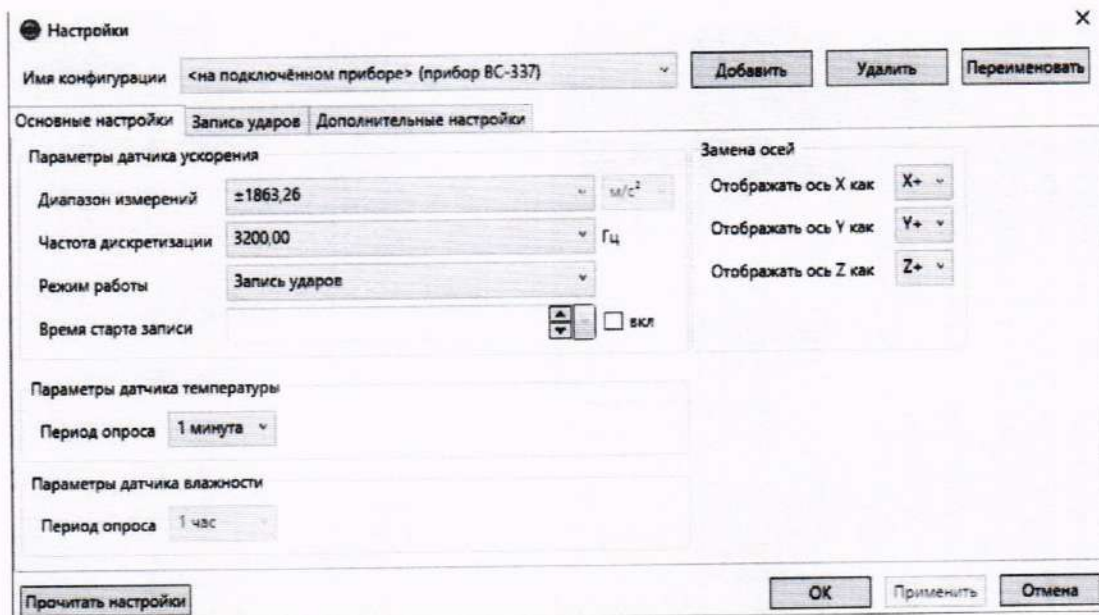 Настройки
Имя конфигурации <на подключённом приборе> (прибор ВС-337) Добавить Удалить Переименовать
Основные настройки Запись ударов Дополнительные настройки
Параметры датчика ускорения Замена осей
Диапазон измерений ±1863,26 м/с² Отображать ось X как X+
Частота дискретизации 3200,00 Гц Отображать ось Y как Y+
Режим работы Запись ударов Отображать ось Z как Z+
Время старта записи вкл
Параметры датчика температуры
Период опроса 1 минута
Параметры датчика влажности
Период опроса 1 час
Прочитать настройки OK Применить Отмена